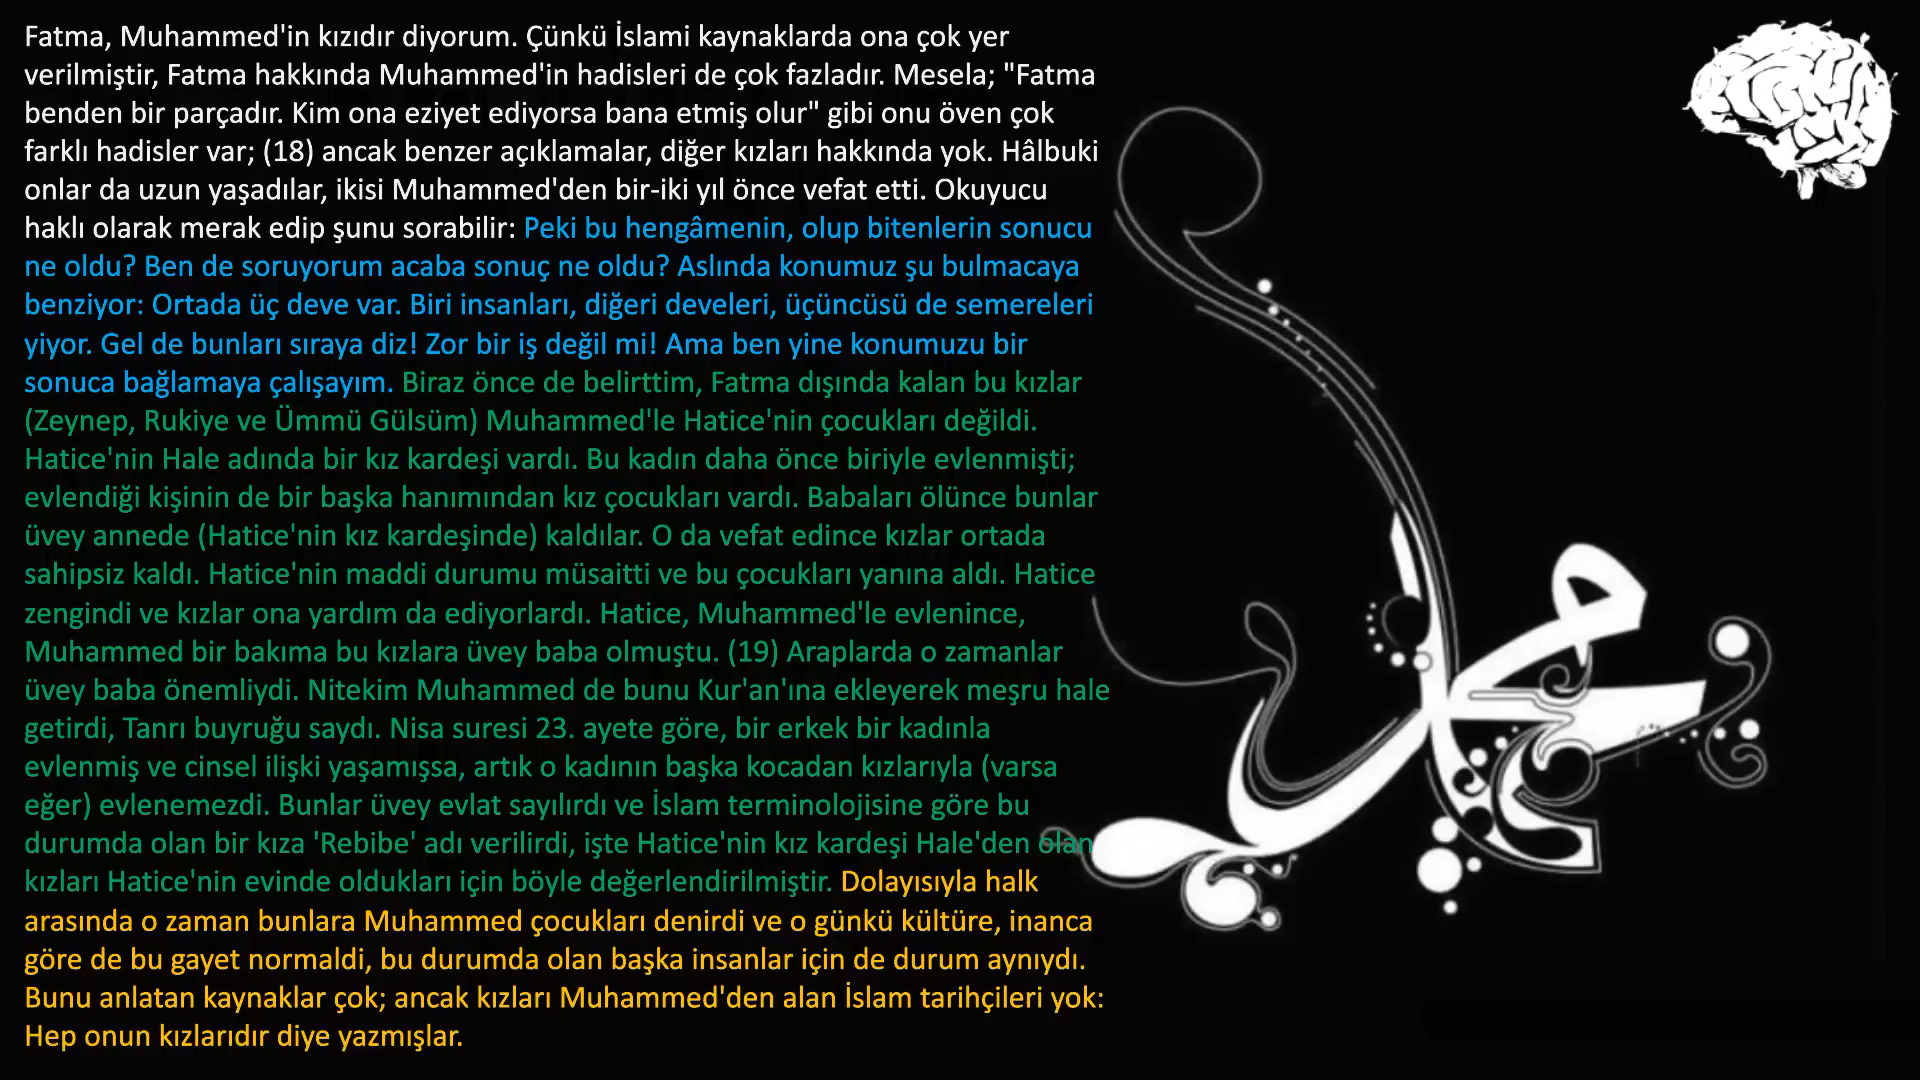 Fatma, Muhammed'in kızıdır diyorum. Çünkü İslami kaynaklarda ona çok yer
verilmiştir, Fatma hakkında Muhammed'in hadisleri de çok fazladır. Mesela; "Fatma
benden bir parçadır. Kim ona eziyet ediyorsa bana etmiş olur" gibi onu öven çok
farklı hadisler var; (18) ancak benzer açıklamalar, diğer kızları hakkında yok. Hâlbuki
onlar da uzun yaşadılar, ikisi Muhammed'den bir-iki yıl önce vefat etti. Okuyucu
haklı olarak merak edip şunu sorabilir: Peki bu hengâmenin, olup bitenlerin sonucu
ne oldu? Ben de soruyorum acaba sonuç ne oldu? Aslında konumuz şu bulmacaya
benziyor: Ortada üç deve var. Biri insanları, diğeri develeri, üçüncüsü de semereleri
yiyor. Gel de bunları sıraya diz! Zor bir iş değil mi! Ama ben yine konumuzu bir
sonuca bağlamaya çalışayım. Biraz önce de belirttim, Fatma dışında kalan bu kızlar
(Zeynep, Rukiye ve Ümmü Gülsüm) Muhammed'le Hatice'nin çocukları değildi.
Hatice'nin Hale adında bir kız kardeşi vardı. Bu kadın daha önce biriyle evlenmişti;
evlendiği kişinin de bir başka hanımından kız çocukları vardı. Babaları ölünce bunlar
üvey annede (Hatice'nin kız kardeşinde) kaldılar. O da vefat edince kızlar ortada
sahipsiz kaldı. Hatice'nin maddi durumu müsaitti ve bu çocukları yanına aldı. Hatice
zengindi ve kızlar ona yardım da ediyorlardı. Hatice, Muhammed'le evlenince,
Muhammed bir bakıma bu kızlara üvey baba olmuştu. (19) Araplarda o zamanlar
üvey baba önemliydi. Nitekim Muhammed de bunu Kur'an'ına ekleyerek meşru hale
getirdi, Tanrı buyruğu saydı. Nisa suresi 23. ayete göre, bir erkek bir kadınla
evlenmiş ve cinsel ilişki yaşamışsa, artık o kadının başka kocadan kızlarıyla (varsa
eğer) evlenemezdi. Bunlar üvey evlat sayılırdı ve İslam terminolojisine göre bu
durumda olan bir kıza 'Rebibe' adı verilirdi, işte Hatice'nin kız kardeşi Hale'den olan
kızları Hatice'nin evinde oldukları için böyle değerlendirilmiştir. Dolayısıyla halk
arasında o zaman bunlara Muhammed çocukları denirdi ve o günkü kültüre, inanca
göre de bu gayet normaldi, bu durumda olan başka insanlar için de durum aynıydı.
Bunu anlatan kaynaklar çok; ancak kızları Muhammed'den alan İslam tarihçileri yok:
Hep onun kızlarıdır diye yazmışlar.
محمد